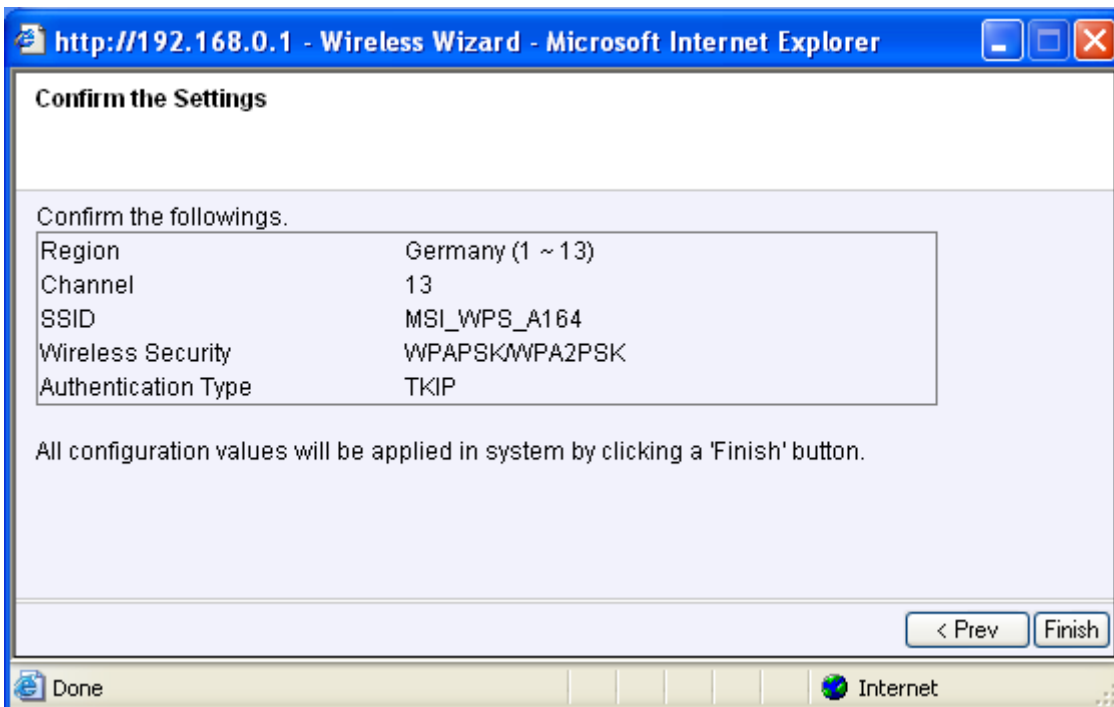 http://192.168.0.1 - Wireless Wizard - Microsoft Internet Explorer
Confirm the Settings
Confirm the followings.
Region Germany (1 ~ 13)
Channel 13
SSID MSI_WPS_A164
Wireless Security WPAPSK/WPA2PSK
Authentication Type TKIP
All configuration values will be applied in system by clicking a 'Finish' button.
< Prev Finish
Done Internet